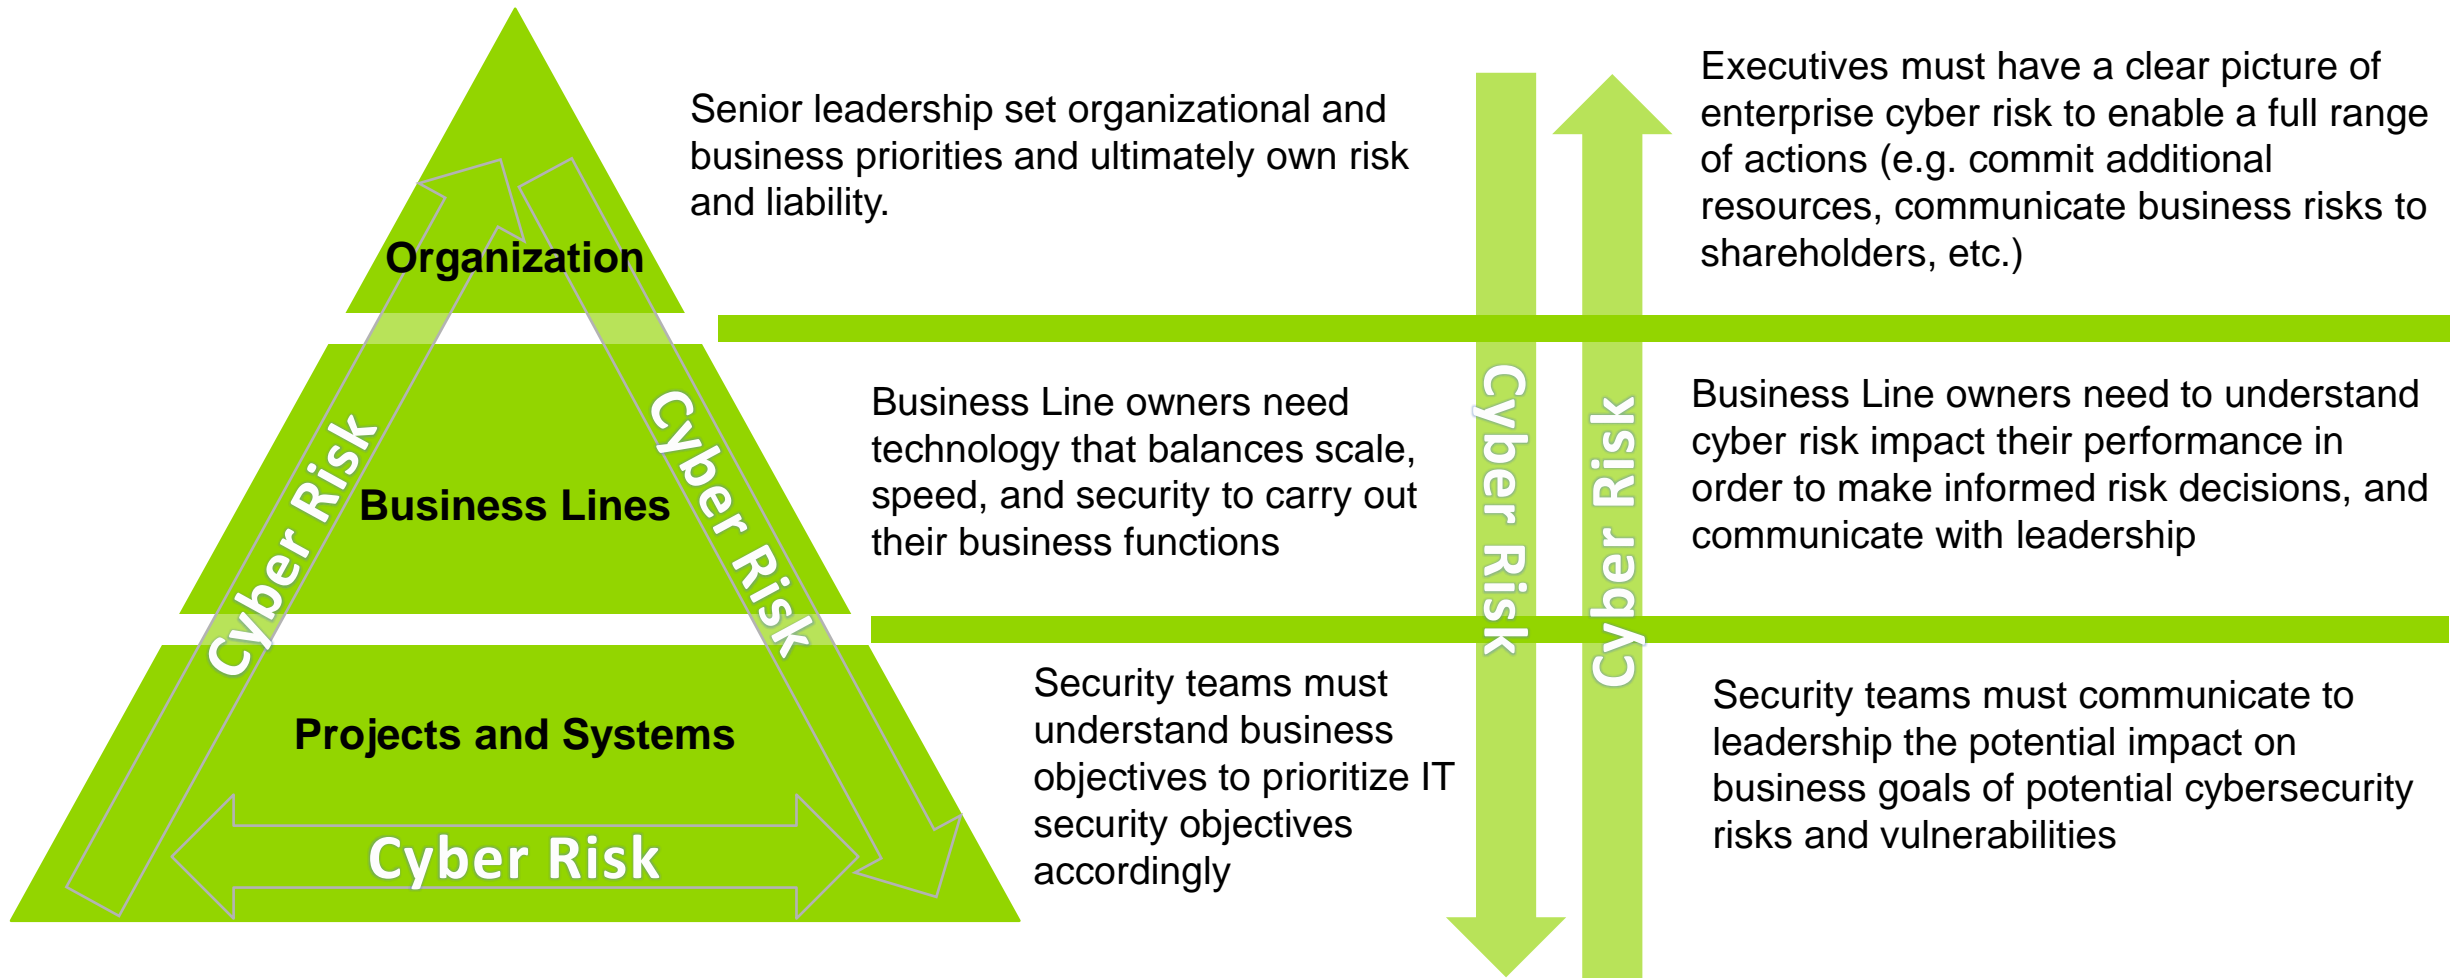 Organization
Senior leadership set organizational and
business priorities and ultimately own risk
and liability.
Executives must have a clear picture of
enterprise cyber risk to enable a full range
of actions (e.g. commit additional
resources, communicate business risks to
shareholders, etc.)
Business Lines
Cyber Risk
Cyber Risk
Business Line owners need
technology that balances scale,
speed, and security to carry out
their business functions
Cyber Risk
Cyber Risk
Business Line owners need to understand
cyber risk impact their performance in
order to make informed risk decisions, and
communicate with leadership
Projects and Systems
Cyber Risk
Security teams must
understand business
objectives to prioritize IT
security objectives
accordingly
Security teams must communicate to
leadership the potential impact on
business goals of potential cybersecurity
risks and vulnerabilities